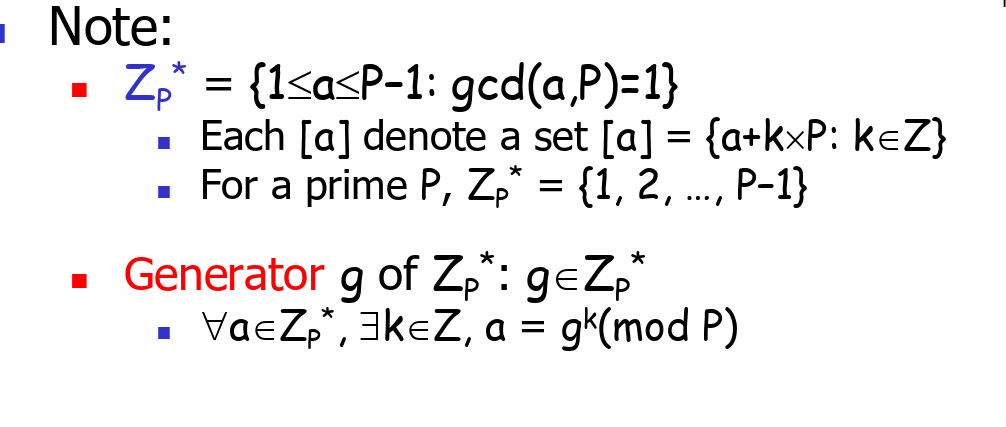 Note:
Z_P* = {1≤a≤P-1: gcd(a,P)=1}
Each [a] denote a set [a] = {a+k×P: k∈Z}
For a prime P, Z_P* = {1, 2, …, P-1}
Generator g of Z_P*: g∈Z_P*
∀a∈Z_P*, ∃k∈Z, a = g^k(mod P)